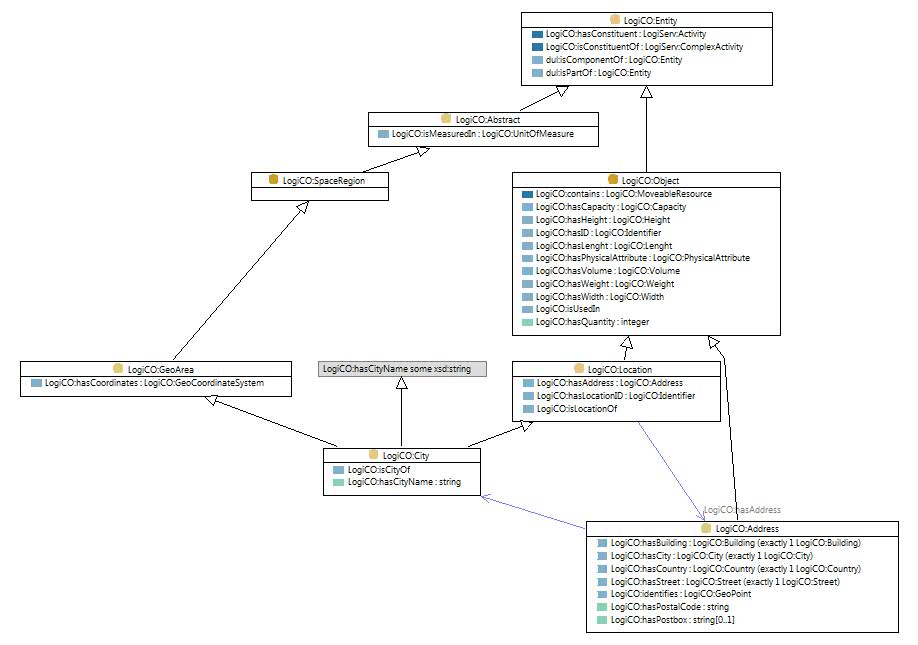 LogiCO:Entity
LogiCO:hasConstituent : LogiServ:Activity
LogiCO:isConstituentOf : LogiServ:ComplexActivity
dul:isComponentOf : LogiCO:Entity
dul:isPartOf : LogiCO:Entity
LogiCO:Abstract
LogiCO:isMeasuredIn : LogiCO:UnitOfMeasure
LogiCO:SpaceRegion
LogiCO:Object
LogiCO:contains : LogiCO:MoveableResource
LogiCO:hasCapacity : LogiCO:Capacity
LogiCO:hasHeight : LogiCO:Height
LogiCO:hasID : LogiCO:Identifier
LogiCO:hasLenght : LogiCO:Lenght
LogiCO:hasPhysicalAttribute : LogiCO:PhysicalAttribute
LogiCO:hasVolume : LogiCO:Volume
LogiCO:hasWeight : LogiCO:Weight
LogiCO:hasWidth : LogiCO:Width
LogiCO:isUsedIn
LogiCO:hasQuantity : integer
LogiCO:GeoArea
LogiCO:hasCoordinates : LogiCO:GeoCoordinateSystem
LogiCO:hasCityName some xsd:string
LogiCO:Location
LogiCO:hasAddress : LogiCO:Address
LogiCO:hasLocationID : LogiCO:Identifier
LogiCO:isLocationOf
LogiCO:City
LogiCO:isCityOf
LogiCO:hasCityName : string
LogiCO:hasAddress
LogiCO:Address
LogiCO:hasBuilding : LogiCO:Building (exactly 1 LogiCO:Building)
LogiCO:hasCity : LogiCO:City (exactly 1 LogiCO:City)
LogiCO:hasCountry : LogiCO:Country (exactly 1 LogiCO:Country)
LogiCO:hasStreet : LogiCO:Street (exactly 1 LogiCO:Street)
LogiCO:identifies : LogiCO:GeoPoint
LogiCO:hasPostalCode : string
LogiCO:hasPostbox : string[0..1]